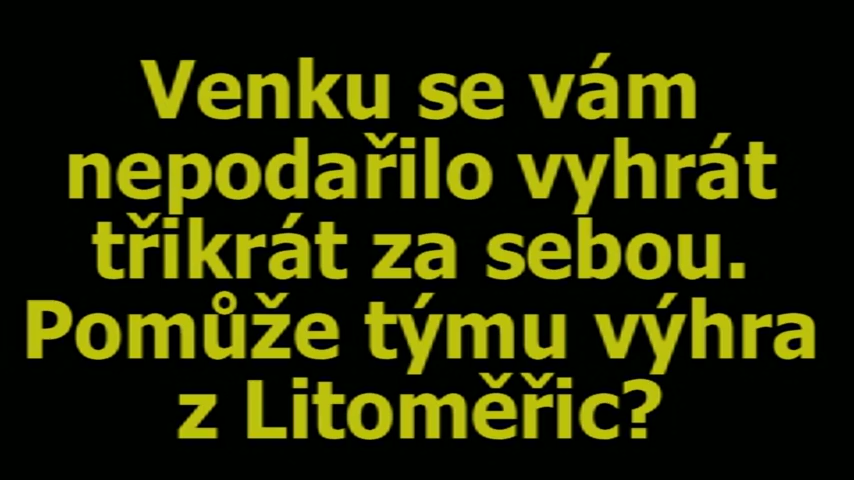 Venku se vám
nepodařilo vyhrát
třikrát za sebou.
Pomůže týmu výhra
z Litoměřic?